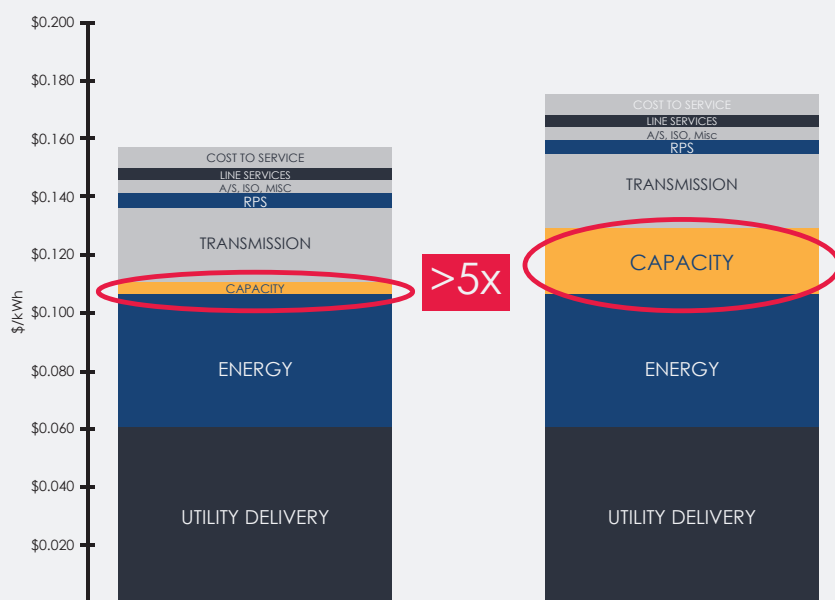 $0.200
$0.180
$0.160
$0.140
$0.120
$0.100
$0.080
$0.060
$0.040
$0.020
$/kWh
COST TO SERVICE
LINE SERVICES
A/S, ISO, MISC
RPS
TRANSMISSION
CAPACITY
ENERGY
UTILITY DELIVERY
>5x
COST TO SERVICE
LINE SERVICES
A/S, ISO, Misc
RPS
TRANSMISSION
CAPACITY
ENERGY
UTILITY DELIVERY